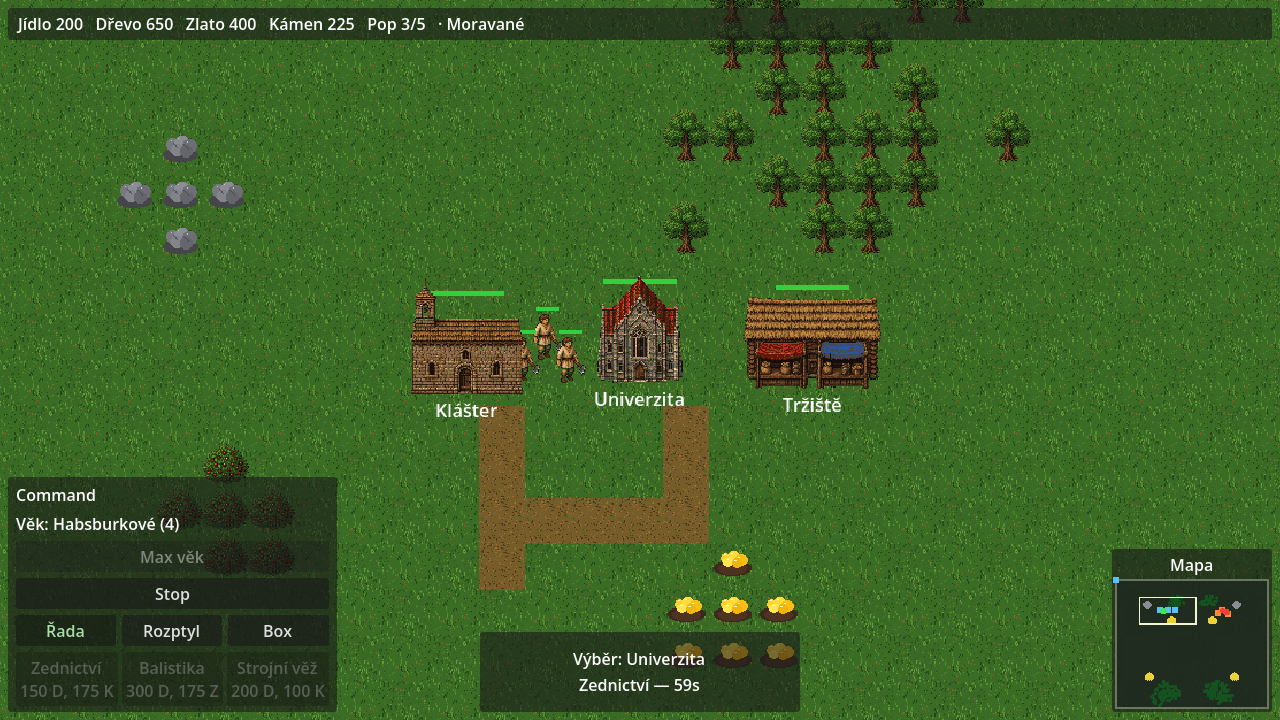 Jídlo 200 Dřevo 650 Zlato 400 Kámen 225 Pop 3/5 · Moravané
Klášter
Univerzita
Tržiště
Command
Věk: Habsburkové (4)
Max věk
Stop
Řada Rozptyl Box
Zednictví Balistika Strojní věž
150 D, 175 K 300 D, 175 Z 200 D, 100 K
Výběr: Univerzita
Zednictví — 59s
Mapa